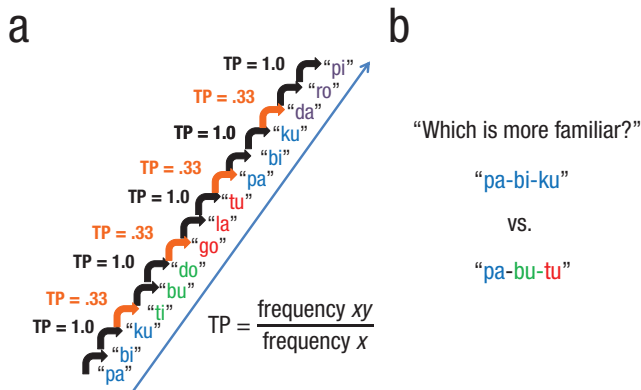 a
TP = 1.0
“pi”
“ro”
TP = .33
“da”
TP = 1.0
“ku”
“bi”
TP = .33
“pa”
TP = 1.0
“tu”
“la”
TP = .33
“go”
TP = 1.0
“do”
“bu”
TP = .33
“ti”
TP = 1.0
“ku”
“bi”
“pa”
TP = frequency xy
frequency x
b
“Which is more familiar?”
“pa-bi-ku”
vs.
“pa-bu-tu”